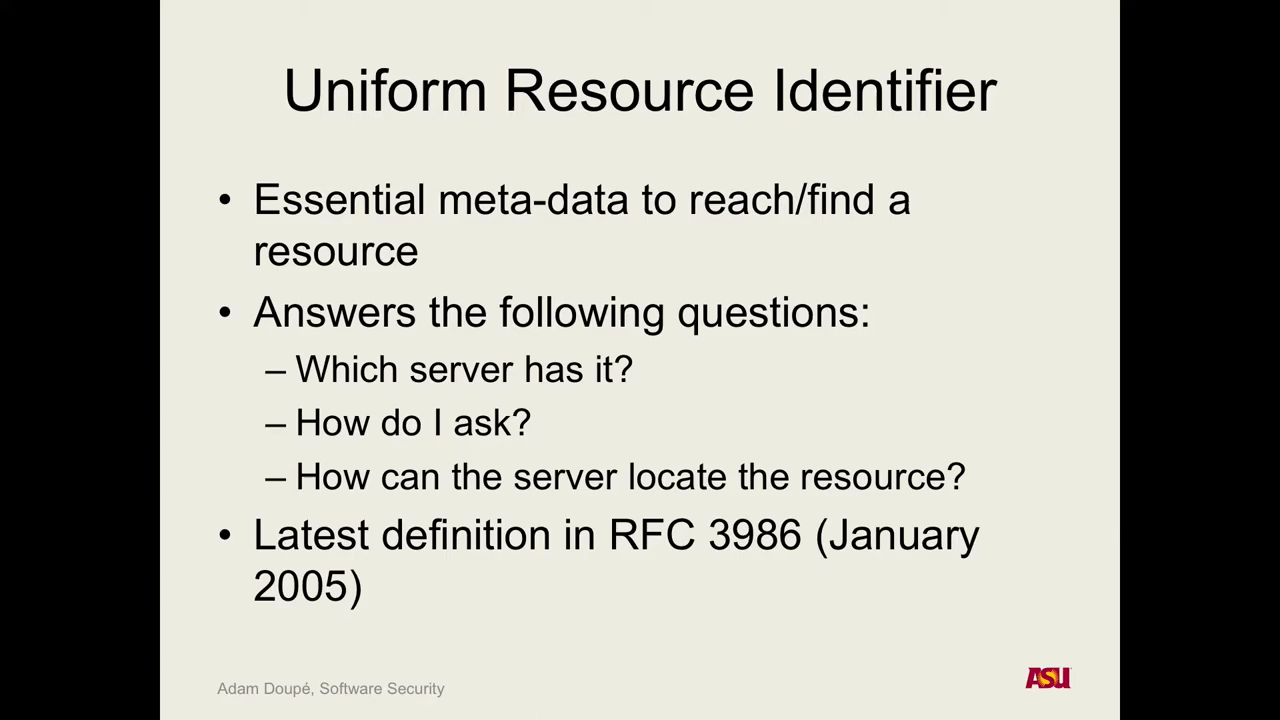 Uniform Resource Identifier
• Essential meta-data to reach/find a
resource
• Answers the following questions:
– Which server has it?
– How do I ask?
– How can the server locate the resource?
• Latest definition in RFC 3986 (January
2005)
Adam Doupé, Software Security
ASU